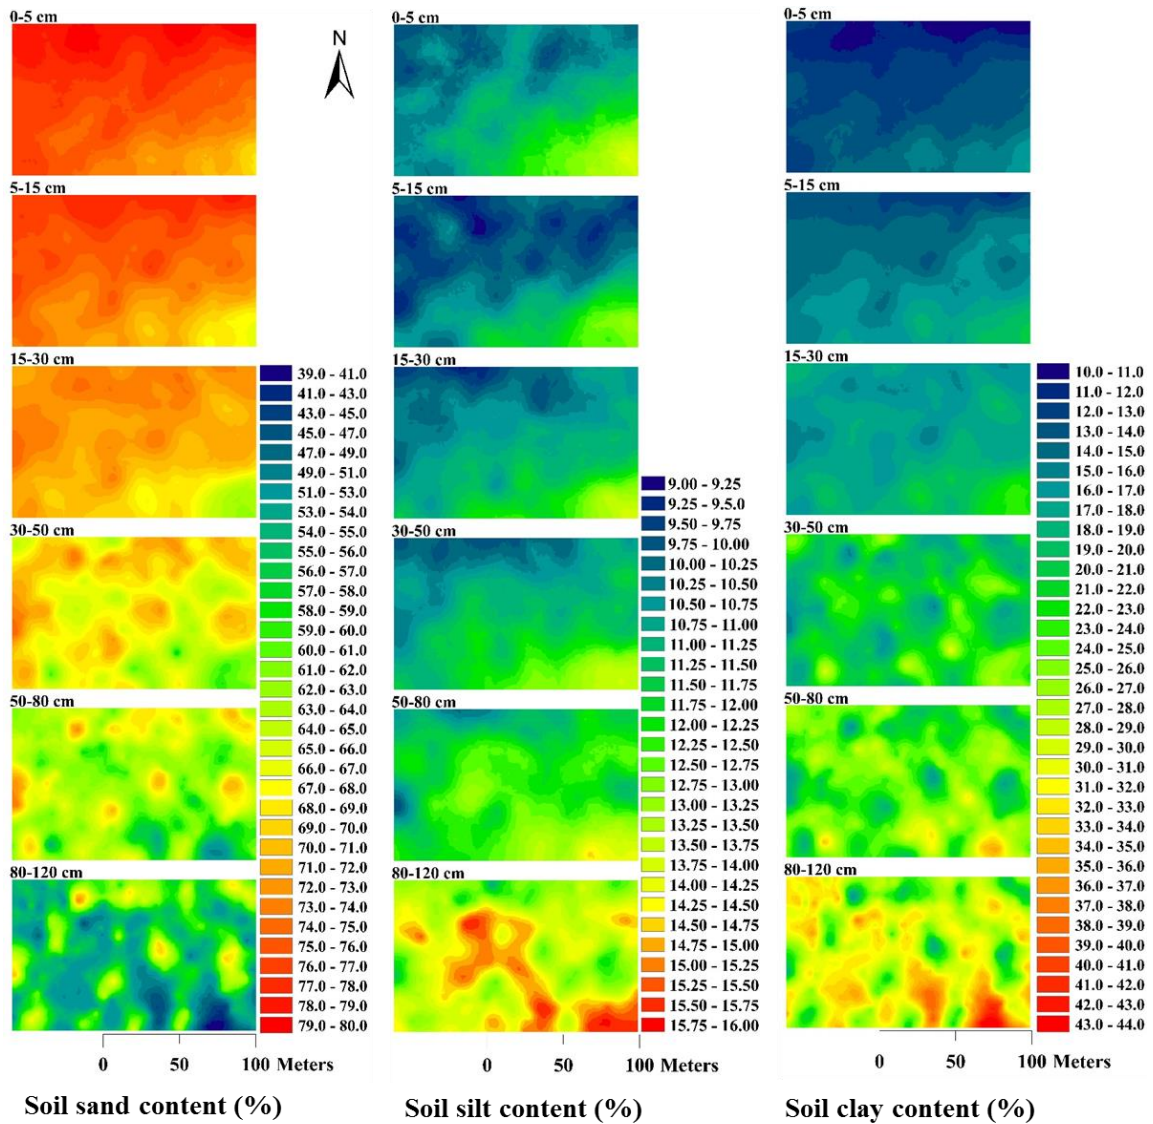 0-5 cm
5-15 cm
15-30 cm
30-50 cm
50-80 cm
80-120 cm
39.0 - 41.0
41.0 - 43.0
43.0 - 45.0
45.0 - 47.0
47.0 - 49.0
49.0 - 51.0
51.0 - 53.0
53.0 - 54.0
54.0 - 55.0
55.0 - 56.0
56.0 - 57.0
57.0 - 58.0
58.0 - 59.0
59.0 - 60.0
60.0 - 61.0
61.0 - 62.0
62.0 - 63.0
63.0 - 64.0
64.0 - 65.0
65.0 - 66.0
66.0 - 67.0
67.0 - 68.0
68.0 - 69.0
69.0 - 70.0
70.0 - 71.0
71.0 - 72.0
72.0 - 73.0
73.0 - 74.0
74.0 - 75.0
75.0 - 76.0
76.0 - 77.0
77.0 - 78.0
78.0 - 79.0
79.0 - 80.0
0 50 100 Meters
Soil sand content (%)
N
0-5 cm
5-15 cm
15-30 cm
30-50 cm
50-80 cm
80-120 cm
9.00 - 9.25
9.25 - 9.5.0
9.50 - 9.75
9.75 - 10.00
10.00 - 10.25
10.25 - 10.50
10.50 - 10.75
10.75 - 11.00
11.00 - 11.25
11.25 - 11.50
11.50 - 11.75
11.75 - 12.00
12.00 - 12.25
12.25 - 12.50
12.50 - 12.75
12.75 - 13.00
13.00 - 13.25
13.25 - 13.50
13.50 - 13.75
13.75 - 14.00
14.00 - 14.25
14.25 - 14.50
14.50 - 14.75
14.75 - 15.00
15.00 - 15.25
15.25 - 15.50
15.50 - 15.75
15.75 - 16.00
0 50 100 Meters
Soil silt content (%)
0-5 cm
5-15 cm
15-30 cm
30-50 cm
50-80 cm
80-120 cm
10.0 - 11.0
11.0 - 12.0
12.0 - 13.0
13.0 - 14.0
14.0 - 15.0
15.0 - 16.0
16.0 - 17.0
17.0 - 18.0
18.0 - 19.0
19.0 - 20.0
20.0 - 21.0
21.0 - 22.0
22.0 - 23.0
23.0 - 24.0
24.0 - 25.0
25.0 - 26.0
26.0 - 27.0
27.0 - 28.0
28.0 - 29.0
29.0 - 30.0
30.0 - 31.0
31.0 - 32.0
32.0 - 33.0
33.0 - 34.0
34.0 - 35.0
35.0 - 36.0
36.0 - 37.0
37.0 - 38.0
38.0 - 39.0
39.0 - 40.0
40.0 - 41.0
41.0 - 42.0
42.0 - 43.0
43.0 - 44.0
0 50 100 Meters
Soil clay content (%)